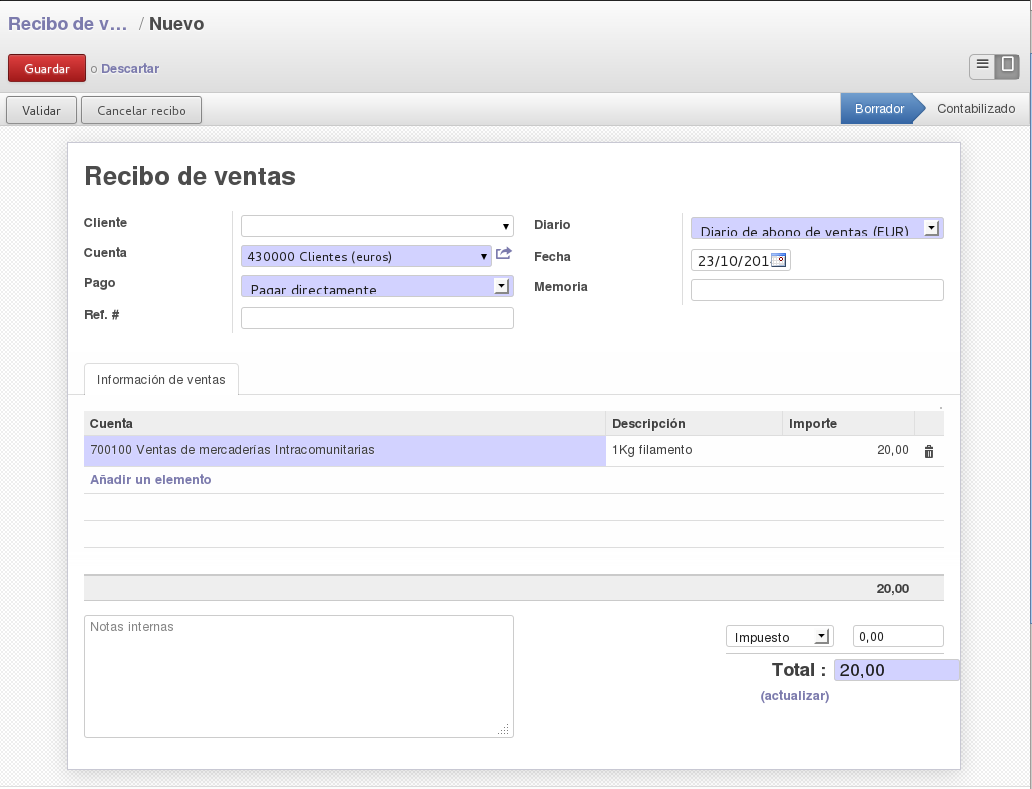 Recibo de v... / Nuevo
Guardar o Descartar
Validar Cancelar recibo Borrador Contabilizado
Recibo de ventas
Cliente
Cuenta 430000 Clientes (euros)
Pago Pagar directamente
Ref. #
Diario Diario de abono de ventas (EUR)
Fecha 23/10/201
Memoria
Información de ventas
Cuenta Descripción Importe
700100 Ventas de mercaderías Intracomunitarias 1Kg filamento 20,00
Añadir un elemento
20,00
Notas internas
Impuesto 0,00
Total : 20,00
(actualizar)